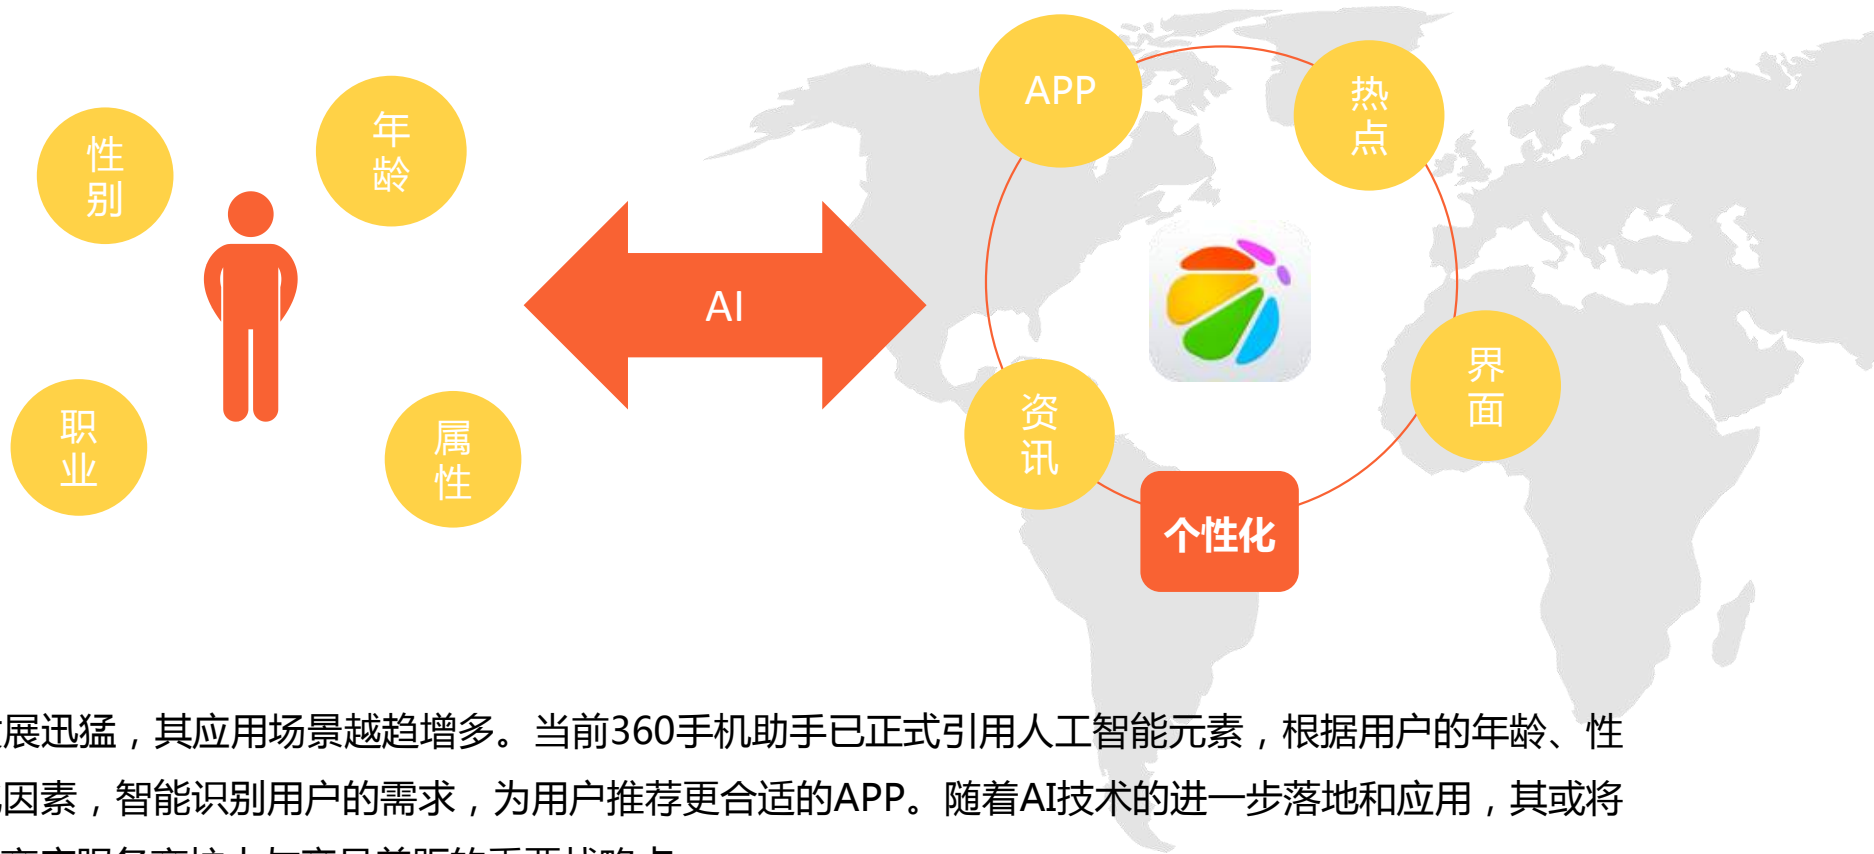 性
别
年
龄
职
业
属
性
AI
APP
热
点
资
讯
界
面
个性化
展迅猛，其应用场景越趋增多。当前360手机助手已正式引用人工智能元素，根据用户的年龄、性
因素，智能识别用户的需求，为用户推荐更合适的APP。随着AI技术的进一步落地和应用，其或将